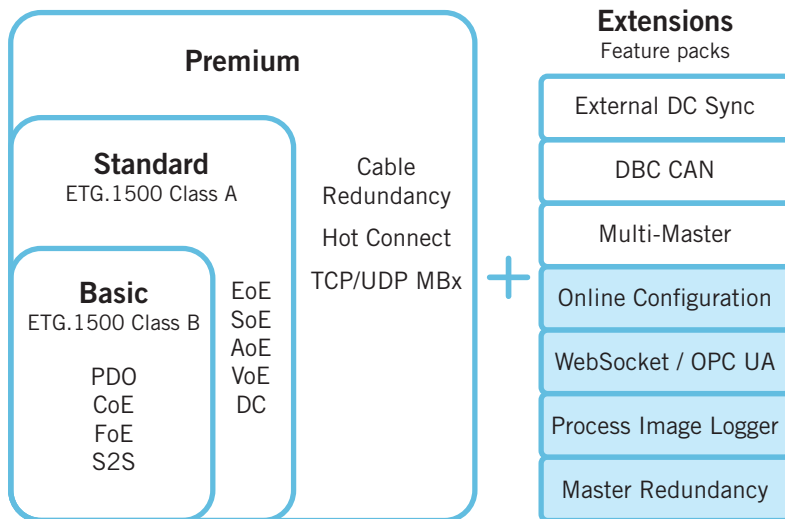 Premium
Standard
ETG.1500 Class A
Basic
ETG.1500 Class B
PDO
CoE
FoE
S2S
EoE
SoE
AoE
VoE
DC
Cable
Redundancy
Hot Connect
TCP/UDP MBx
+
Extensions
Feature packs
External DC Sync
DBC CAN
Multi-Master
Online Configuration
WebSocket / OPC UA
Process Image Logger
Master Redundancy